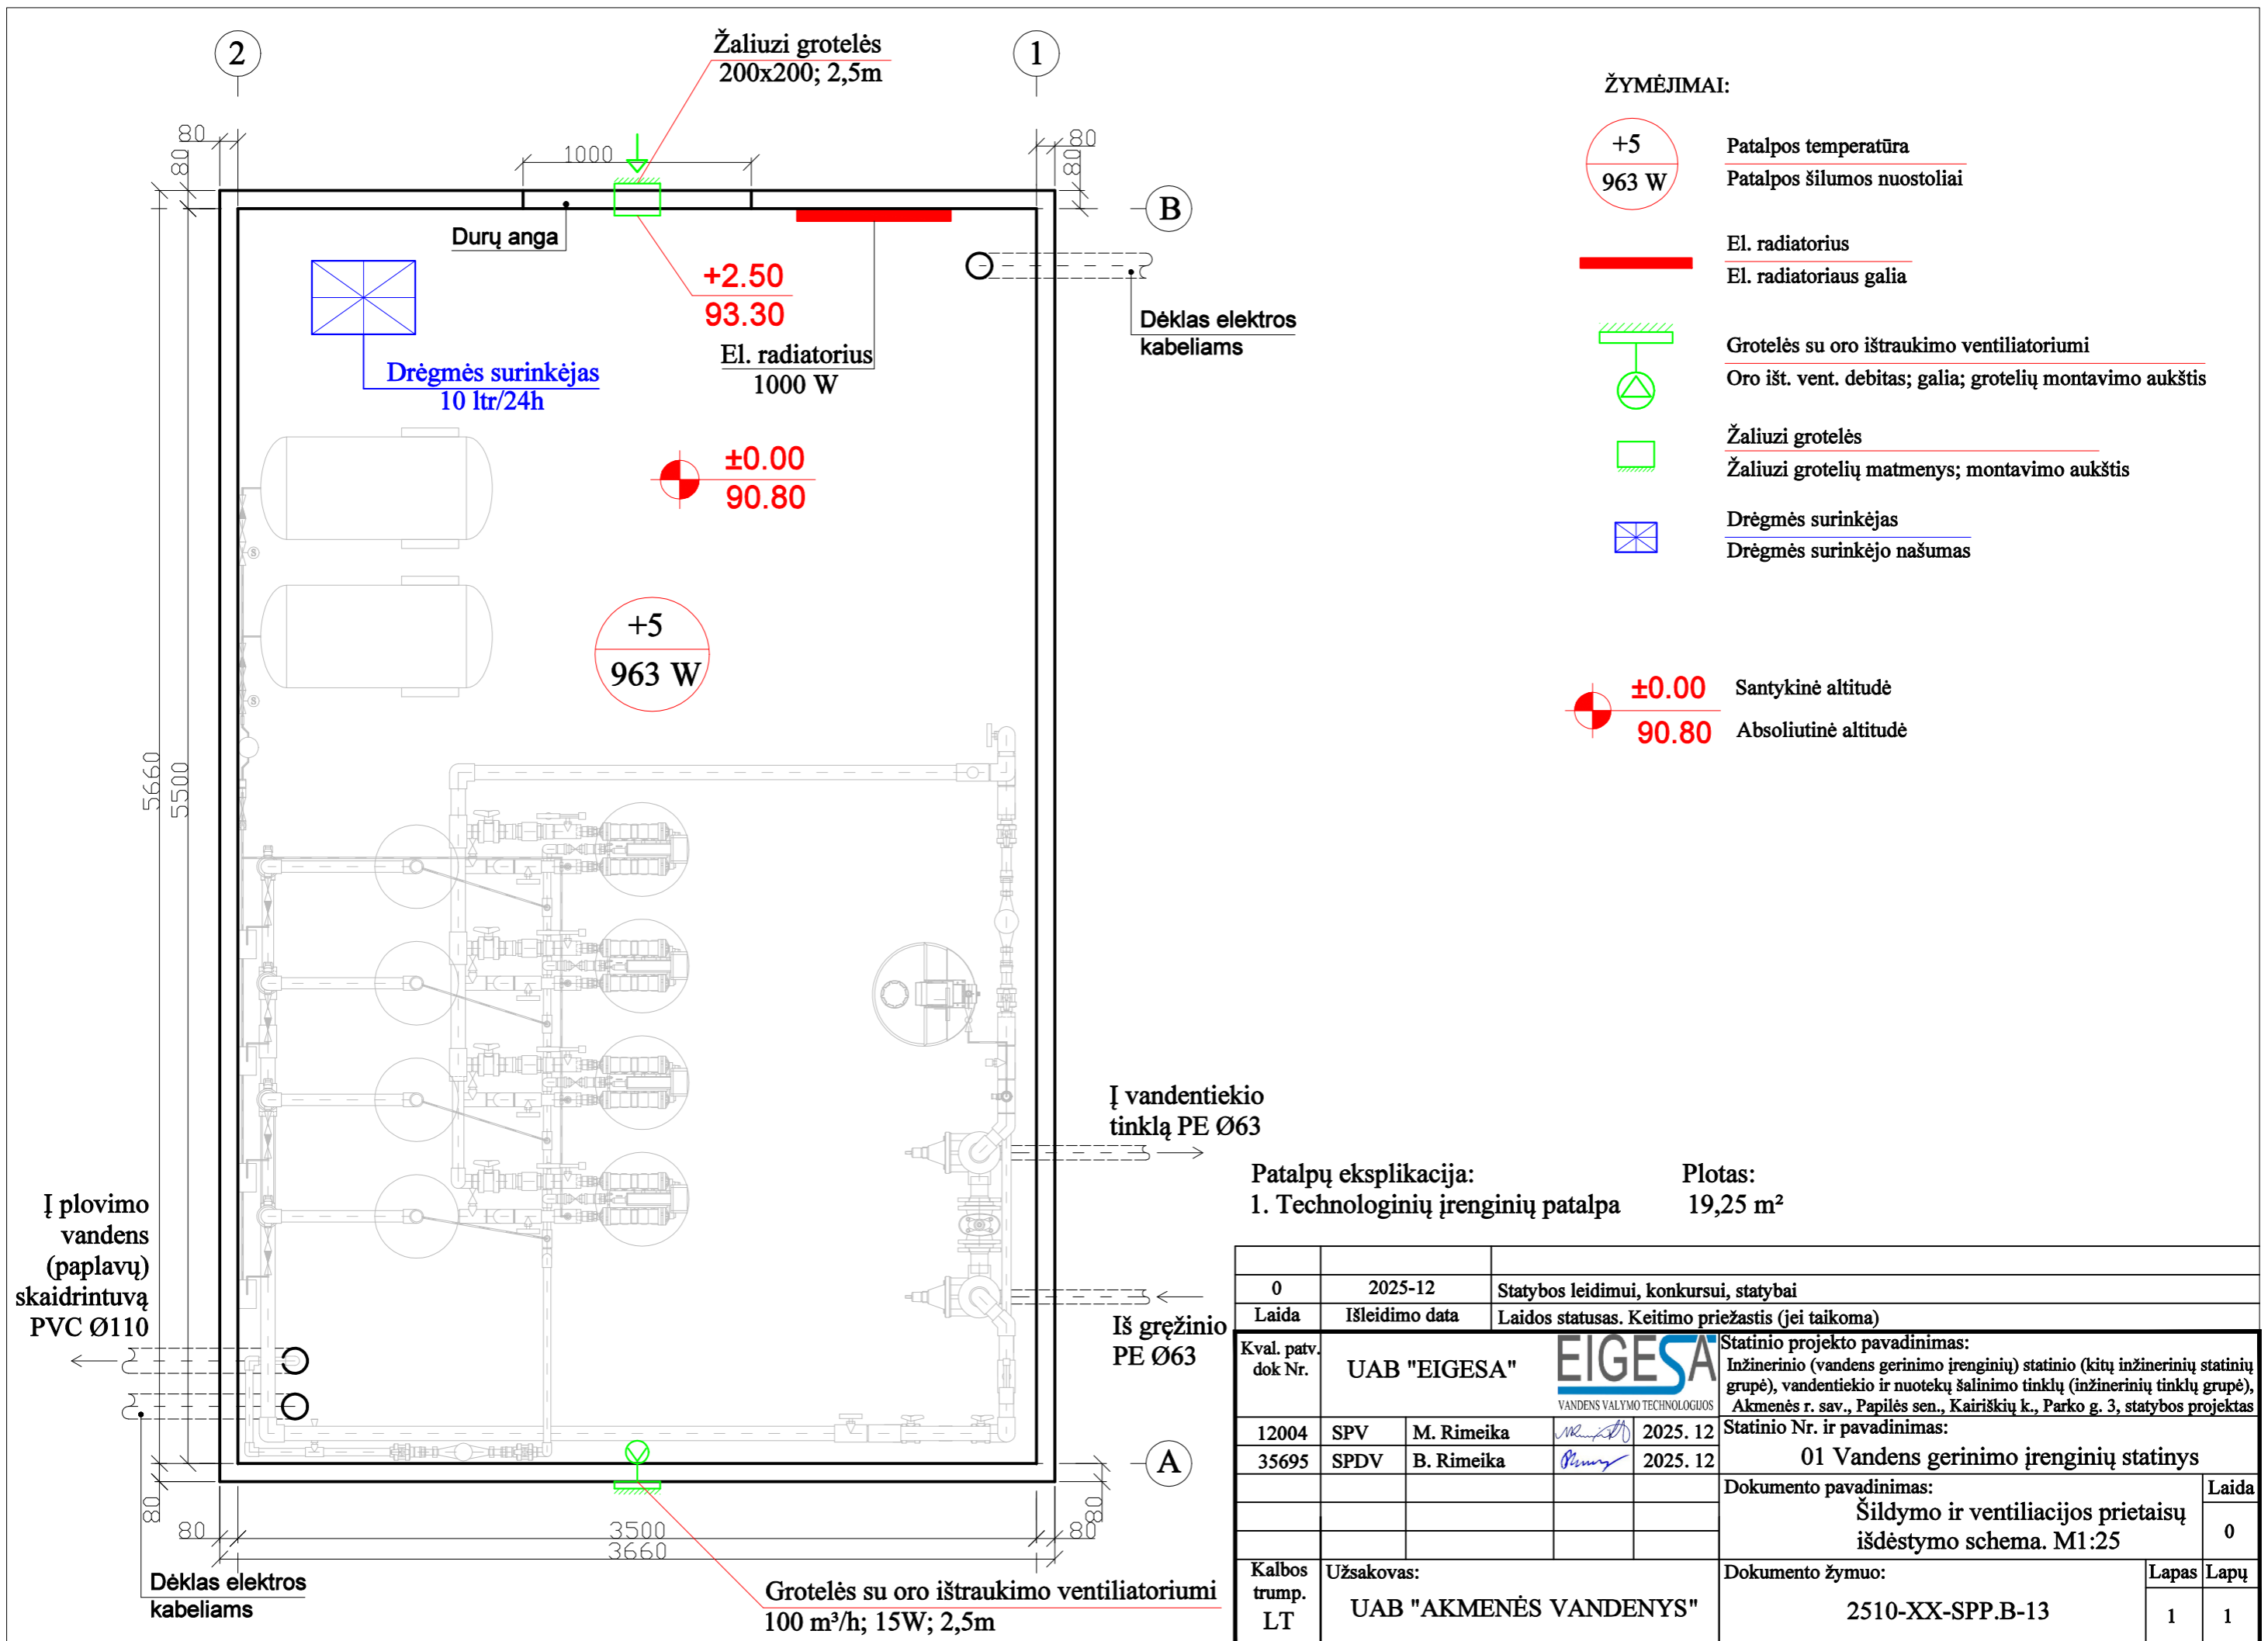 2
1
Žaliuzi grotelės
200x200; 2,5m
80
80
1000
80
80
B
Durų anga
+2.50
93.30
El. radiatorius
1000 W
Dėklas elektros
kabeliams
Drėgmės surinkėjas
10 ltr/24h
±0.00
90.80
S
S
+5
963 W
5660
5500
Į vandentiekio
tinklą PE Ø63
Iš gręžinio
PE Ø63
Į plovimo
vandens
(paplavų)
skaidrintuvą
PVC Ø110
A
80
80
3500
80
80
3660
Dėklas elektros
kabeliams
Grotelės su oro ištraukimo ventiliatoriumi
100 m³/h; 15W; 2,5m
ŽYMĖJIMAI:
+5
963 W
Patalpos temperatūra
Patalpos šilumos nuostoliai
El. radiatorius
El. radiatoriaus galia
Grotelės su oro ištraukimo ventiliatoriumi
Oro išt. vent. debitas; galia; grotelių montavimo aukštis
Žaliuzi grotelės
Žaliuzi grotelių matmenys; montavimo aukštis
Drėgmės surinkėjas
Drėgmės surinkėjo našumas
±0.00 Santykinė altitudė
90.80 Absoliutinė altitudė
Patalpų eksplikacija: Plotas:
1. Technologinių įrenginių patalpa 19,25 m²
0 2025-12 Statybos leidimui, konkursui, statybai
Laida Išleidimo data Laidos statusas. Keitimo priežastis (jei taikoma)
Kval. patv.
dok Nr.
UAB "EIGESA"
EIGESA
VANDENS VALYMO TECHNOLOGIJOS
Statinio projekto pavadinimas:
Inžinerinio (vandens gerinimo įrenginių) statinio (kitų inžinerinių statinių
grupė), vandentiekio ir nuotekų šalinimo tinklų (inžinerinių tinklų grupė),
Akmenės r. sav., Papilės sen., Kairiškių k., Parko g. 3, statybos projektas
12004 SPV M. Rimeika 2025. 12
35695 SPDV B. Rimeika 2025. 12
Statinio Nr. ir pavadinimas:
01 Vandens gerinimo įrenginių statinys
Dokumento pavadinimas:
Šildymo ir ventiliacijos prietaisų
išdėstymo schema. M1:25
Laida
0
Kalbos
trump.
LT
Užsakovas:
UAB "AKMENĖS VANDENYS"
Dokumento žymuo:
2510-XX-SPP.B-13
Lapas Lapų
1 1